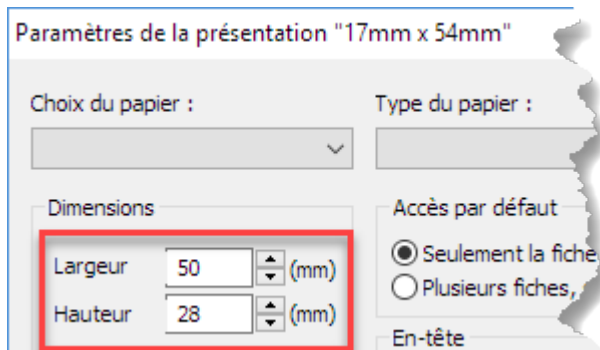 Paramètres de la présentation "17mm x 54mm"
Choix du papier :
Type du papier :
Dimensions
Largeur 50 (mm)
Hauteur 28 (mm)
Accès par défaut
Seulement la fiche
Plusieurs fiches,
En-tête